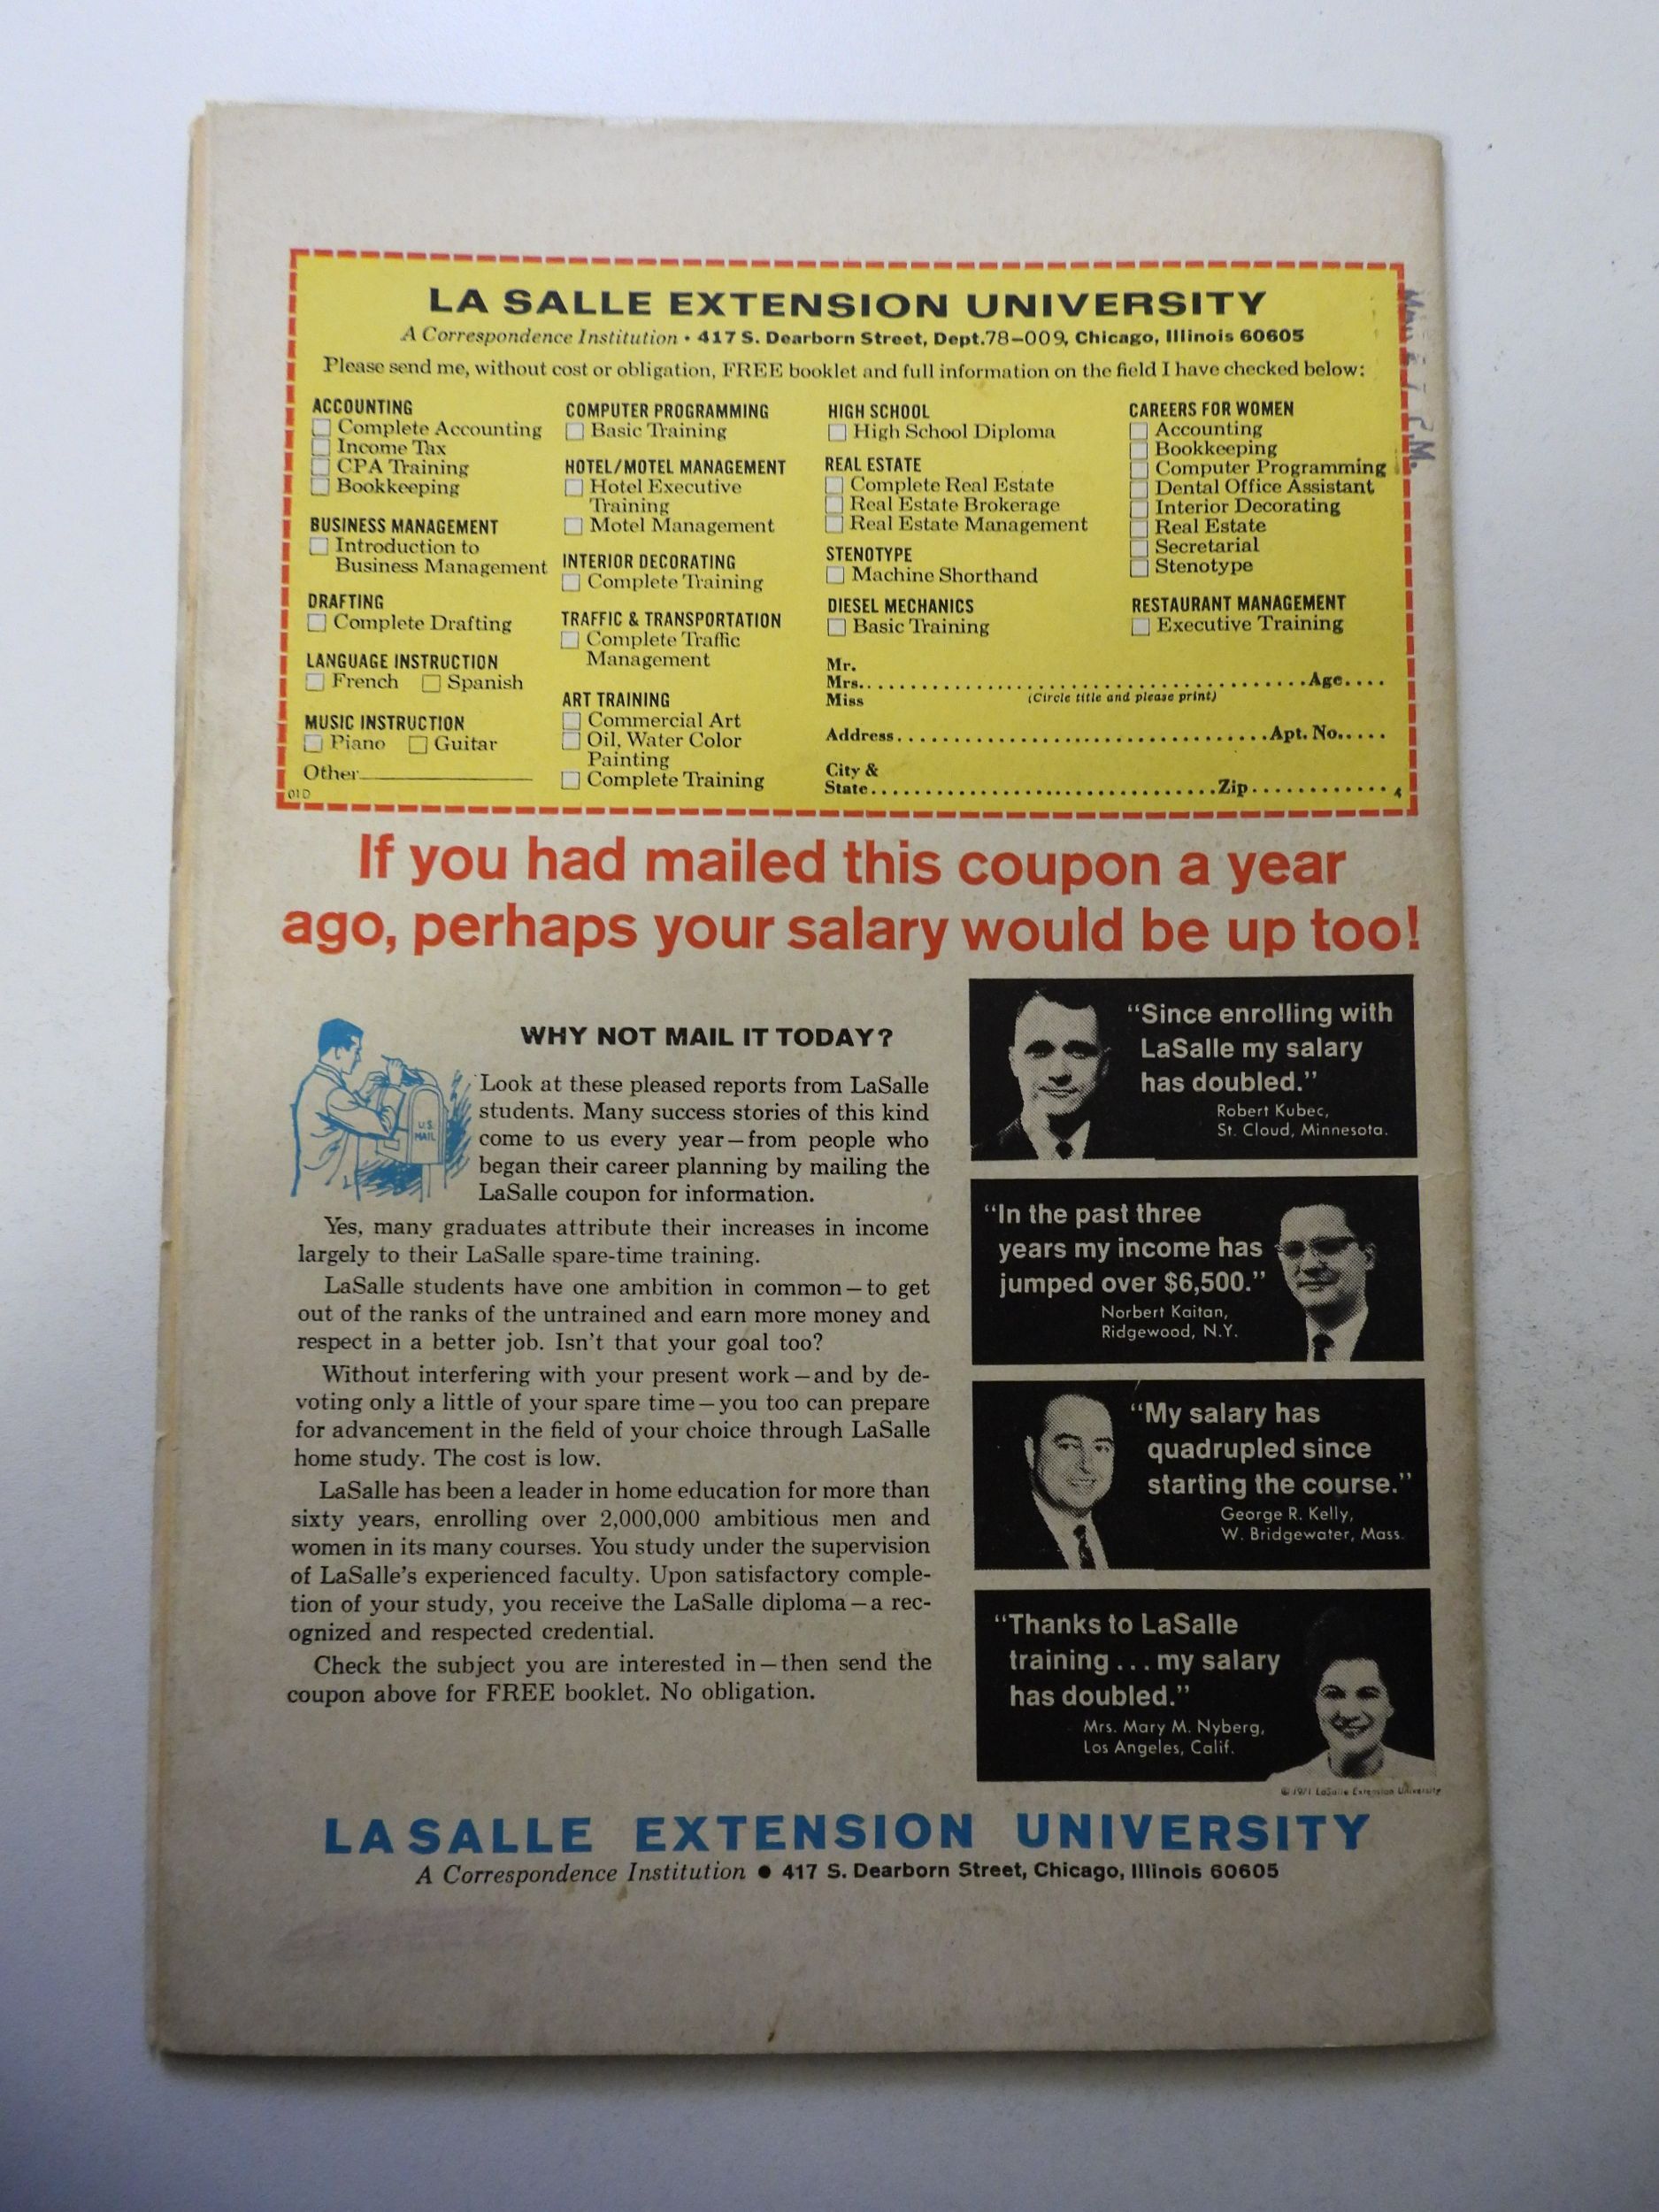 LA SALLE EXTENSION UNIVERSITY
A Correspondence Institution • 417 S. Dearborn Street, Dept.78-009, Chicago, Illinois 60605
Please send me, without cost or obligation, FREE booklet and full information on the field I have checked below:
ACCOUNTING
Complete Accounting
Income Tax
CPA Training
Bookkeeping
BUSINESS MANAGEMENT
Introduction to
Business Management
DRAFTING
Complete Drafting
LANGUAGE INSTRUCTION
French Spanish
MUSIC INSTRUCTION
Piano Guitar
Other
01D
COMPUTER PROGRAMMING
Basic Training
HOTEL/MOTEL MANAGEMENT
Hotel Executive
Training
Motel Management
INTERIOR DECORATING
Complete Training
TRAFFIC & TRANSPORTATION
Complete Traffic
Management
ART TRAINING
Commercial Art
Oil, Water Color
Painting
Complete Training
HIGH SCHOOL
High School Diploma
REAL ESTATE
Complete Real Estate
Real Estate Brokerage
Real Estate Management
STENOTYPE
Machine Shorthand
DIESEL MECHANICS
Basic Training
CAREERS FOR WOMEN
Accounting
Bookkeeping
Computer Programming
Dental Office Assistant
Interior Decorating
Real Estate
Secretarial
Stenotype
RESTAURANT MANAGEMENT
Executive Training
Mr.
Mrs. Age
Miss (Circle title and please print)
Address Apt. No.
City &
State Zip 4
If you had mailed this coupon a year
ago, perhaps your salary would be up too!
U.S.
MAIL
WHY NOT MAIL IT TODAY?
Look at these pleased reports from LaSalle
students. Many success stories of this kind
come to us every year—from people who
began their career planning by mailing the
LaSalle coupon for information.
Yes, many graduates attribute their increases in income
largely to their LaSalle spare-time training.
LaSalle students have one ambition in common—to get
out of the ranks of the untrained and earn more money and
respect in a better job. Isn't that your goal too?
Without interfering with your present work—and by de-
voting only a little of your spare time—you too can prepare
for advancement in the field of your choice through LaSalle
home study. The cost is low.
LaSalle has been a leader in home education for more than
sixty years, enrolling over 2,000,000 ambitious men and
women in its many courses. You study under the supervision
of LaSalle's experienced faculty. Upon satisfactory comple-
tion of your study, you receive the LaSalle diploma—a rec-
ognized and respected credential.
Check the subject you are interested in—then send the
coupon above for FREE booklet. No obligation.
"Since enrolling with
LaSalle my salary
has doubled."
Robert Kubec,
St. Cloud, Minnesota.
"In the past three
years my income has
jumped over $6,500."
Norbert Kaitan,
Ridgewood, N.Y.
"My salary has
quadrupled since
starting the course."
George R. Kelly,
W. Bridgewater, Mass.
"Thanks to LaSalle
training ... my salary
has doubled."
Mrs. Mary M. Nyberg,
Los Angeles, Calif.
© 1971 LaSalle Extension University
LASALLE EXTENSION UNIVERSITY
A Correspondence Institution • 417 S. Dearborn Street, Chicago, Illinois 60605